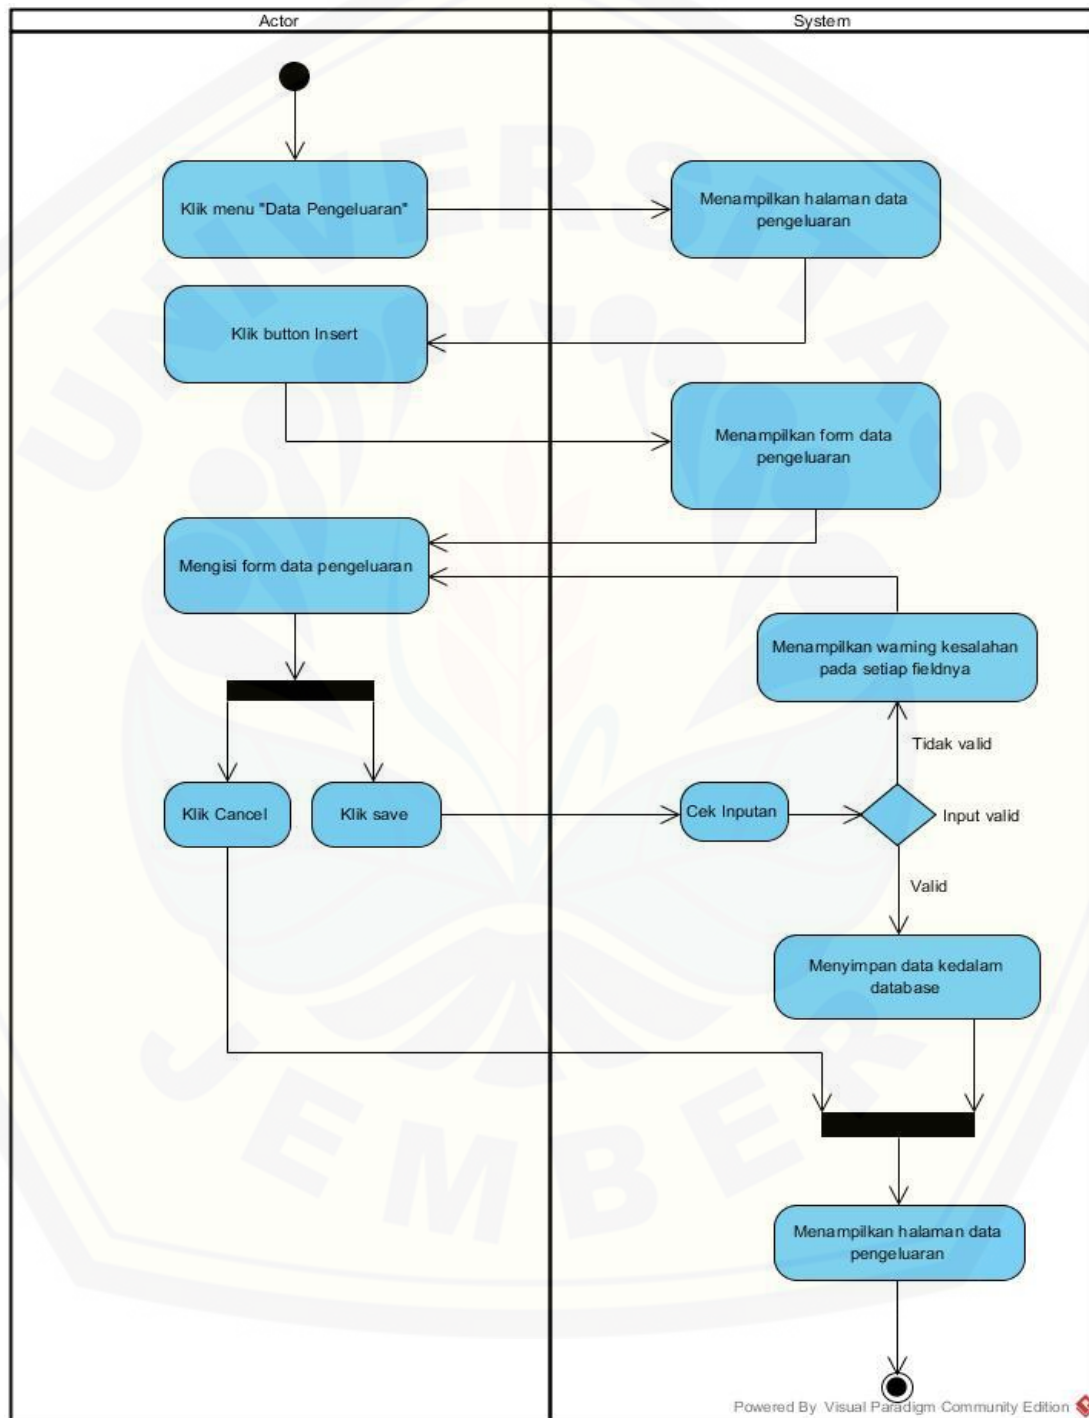 Actor
System
Klik menu "Data Pengeluaran"
Menampilkan halaman data
pengeluaran
Klik button Insert
Menampilkan form data
pengeluaran
Mengisi form data pengeluaran
Menampilkan warning kesalahan
pada setiap fieldnya
Tidak valid
Klik Cancel
Klik save
Cek Inputan
Input valid
Valid
Menyimpan data kedalam
database
Menampilkan halaman data
pengeluaran
Powered By Visual Paradigm Community Edition
UNIVERSITAS
JEMBER